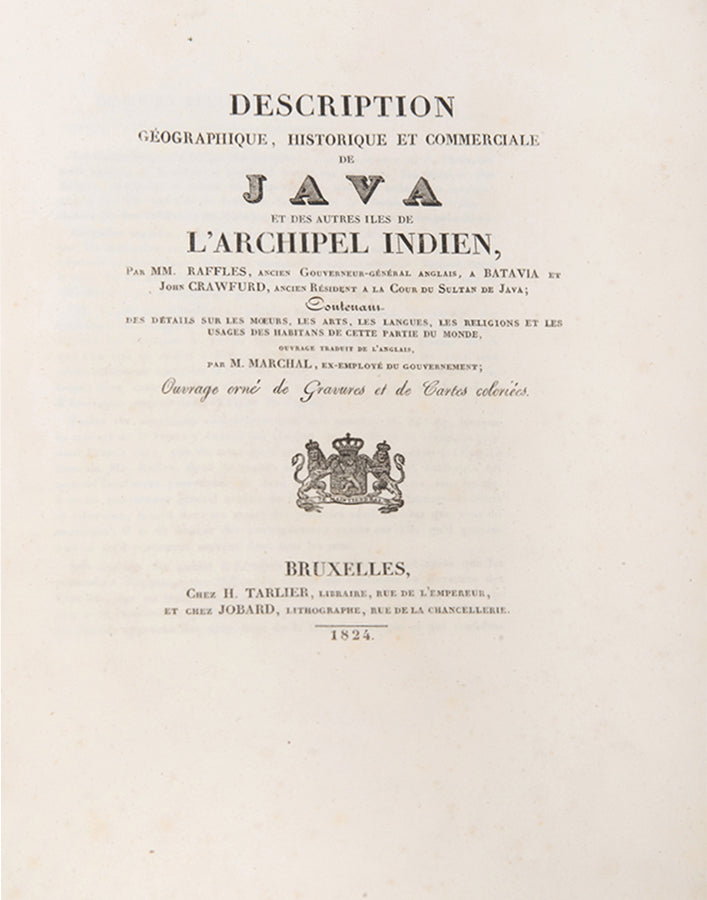 DESCRIPTION
GÉOGRAPHIQUE, HISTORIQUE ET COMMERCIALE
DE
JAVA
ET DES AUTRES ILES DE
L'ARCHIPEL INDIEN,
PAR MM. RAFFLES, ANCIEN GOUVERNEUR-GÉNÉRAL ANGLAIS, A BATAVIA ET
JOHN CRAWFURD, ANCIEN RÉSIDENT A LA COUR DU SULTAN DE JAVA;
Contenant
DES DÉTAILS SUR LES MŒURS, LES ARTS, LES LANGUES, LES RELIGIONS ET LES
USAGES DES HABITANS DE CETTE PARTIE DU MONDE,
OUVRAGE TRADUIT DE L'ANGLAIS,
PAR M. MARCHAL, EX-EMPLOYÉ DU GOUVERNEMENT;
Ouvrage orné de Gravures et de Cartes coloriées.
BRUXELLES,
CHEZ H. TARLIER, LIBRAIRE, RUE DE L'EMPEREUR,
ET CHEZ JOBARD, LITHOGRAPHE, RUE DE LA CHANCELLERIE.
1824.